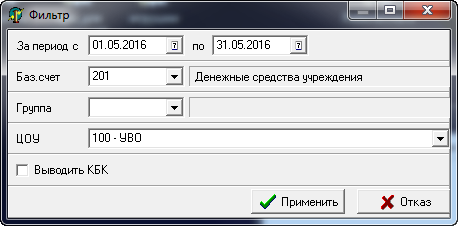 Фильтр
За период с 01.05.2016 по 31.05.2016
Баз.счет 201 Денежные средства учреждения
Группа
ЦОУ 100 - УВО
Выводить КБК
Применить Отказ